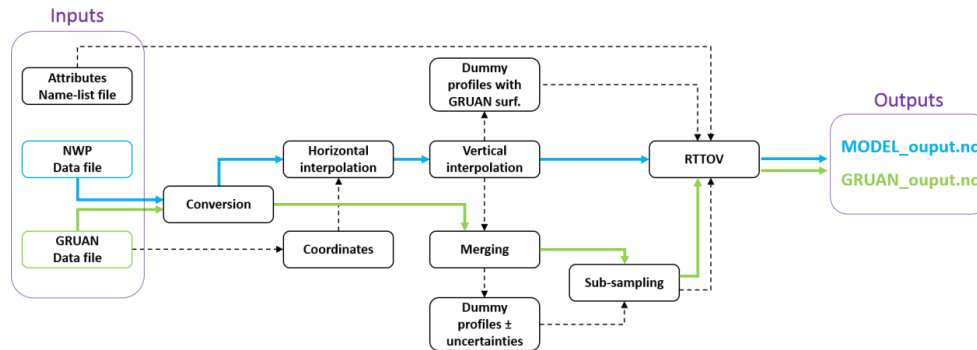 Inputs
Attributes
Name-list file
NWP
Data file
GRUAN
Data file
Conversion
Horizontal
interpolation
Coordinates
Dummy
profiles with
GRUAN surf.
Vertical
interpolation
Merging
Dummy
profiles ±
uncertainties
Sub-sampling
RTTOV
Outputs
MODEL_ouput.nc
GRUAN_ouput.nc